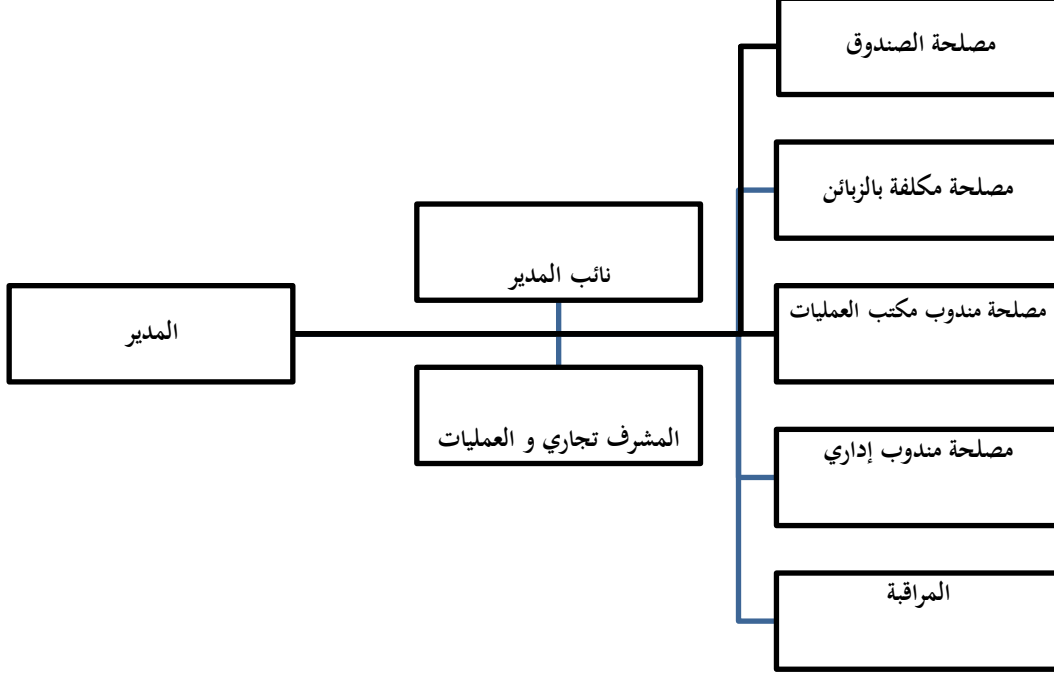 مصلحة الصندوق
مصلحة مكلفة بالزبائن
نائب المدير
مصلحة مندوب مكتب العمليات
المدير
المشرف تجاري و العمليات
مصلحة مندوب إداري
المراقبة